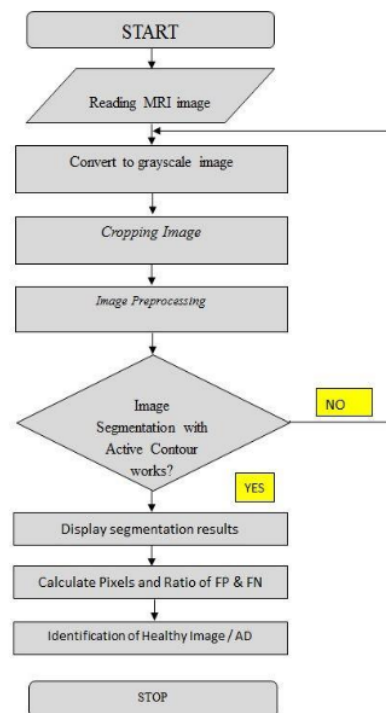 START
Reading MRI image
Convert to grayscale image
Cropping Image
Image Preprocessing
Image
Segmentation with
Active Contour
works?
NO
YES
Display segmentation results
Calculate Pixels and Ratio of FP & FN
Identification of Healthy Image / AD
STOP